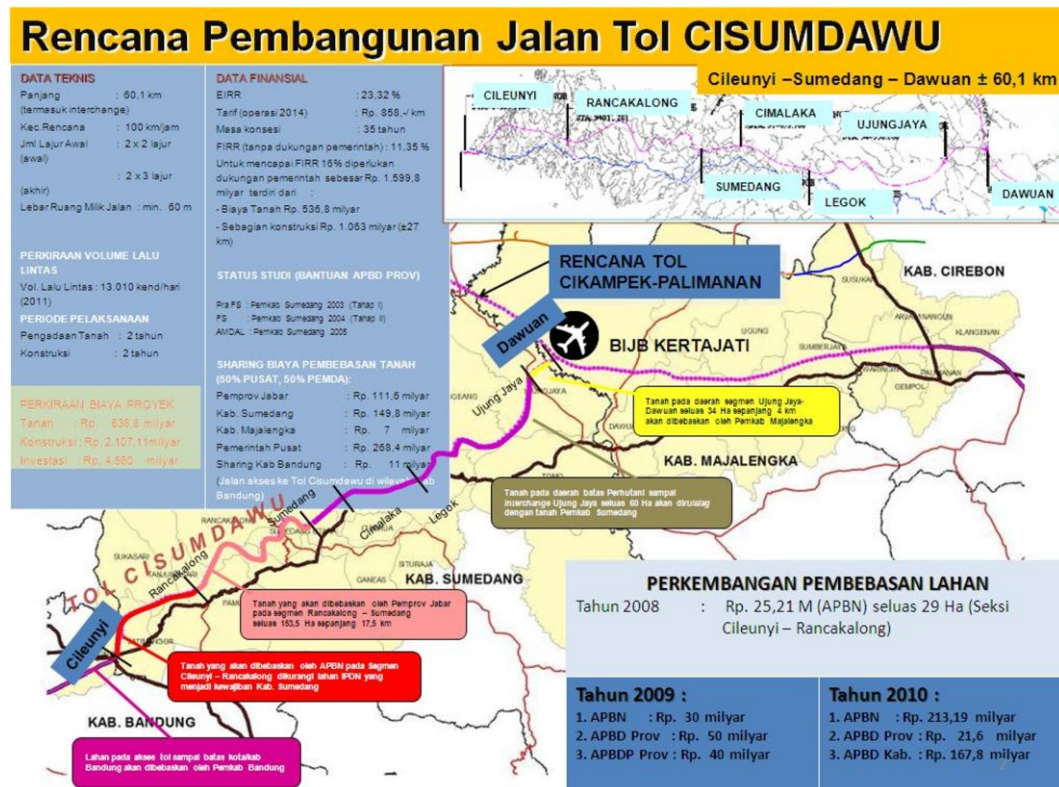 Rencana Pembangunan Jalan Tol CISUMDAWU
DATA TEKNIS
Panjang : 60,1 km
(termasuk interchange)
Kec.Rencana : 100 km/jam
Jml Lajur Awal : 2 x 2 lajur
(awal)
: 2 x 3 lajur
(akhir)
Lebar Ruang Milik Jalan : min. 60 m
PERKIRAAN VOLUME LALU
LINTAS
Vol. Lalu Lintas : 13.010 kend/hari
(2011)
PERIODE PELAKSANAAN
Pengadaan Tanah : 2 tahun
Konstruksi : 2 tahun
PERKIRAAN BIAYA PROYEK
Tanah : Rp. 536,8 milyar
Konstruksi : Rp. 2.107,11milyar
Investasi : Rp. 4.650 milyar
DATA FINANSIAL
EIRR : 23,32 %
Tarif (operasi 2014) : Rp. 858,-/ km
Masa konsesi : 35 tahun
FIRR (tanpa dukungan pemerintah) : 11,35 %
Untuk mencapai FIRR 16% diperlukan
dukungan pemerintah sebesar Rp. 1.599,8
milyar terdiri dari :
- Biaya Tanah Rp. 536,8 milyar
- Sebagian konstruksi Rp. 1.063 milyar (±27
km)
STATUS STUDI (BANTUAN APBD PROV)
Pra FS : Pemkab Sumedang 2003 (Tahap I)
FS : Pemkab Sumedang 2004 (Tahap II)
AMDAL : Pemkab Sumedang 2005
SHARING BIAYA PEMBEBASAN TANAH
(50% PUSAT, 50% PEMDA):
Pemprov Jabar : Rp. 111,6 milyar
Kab. Sumedang : Rp. 149,8 milyar
Kab. Majalengka : Rp. 7 milyar
Pemerintah Pusat : Rp. 268,4 milyar
Sharing Kab Bandung : Rp. 11 milyar
(Jalan akses ke Tol Cisumdawu di wilayah Kab
Bandung)
Cileunyi –Sumedang – Dawuan ± 60,1 km
CILEUNYI
RANCAKALONG
CIMALAKA
UJUNGJAYA
SUMEDANG
LEGOK
DAWUAN
RENCANA TOL
CIKAMPEK-PALIMANAN
KAB. CIREBON
SUSUKAN
KLANGENAN
Dawuan
BIJB KERTAJATI
LIGUNG
SUMBERJAYA
PALIMANAN
GEMPOL
Ujung Jaya
Tanah pada daerah segmen Ujung Jaya-
Dawuan seluas 34 Ha sepanjang 4 km
akan dibebaskan oleh Pemkab Majalengka
KAB. MAJALENGKA
TOMO
Tanah pada daerah batas Perhutani sampai
Interchange Ujung Jaya seluas 60 Ha akan diruislag
dengan tanah Pemkab Sumedang
TOL CISUMDAWU
Sumedang
Cimalaka
Legok
Rancakalong
SUKASARI
SITURAJA
GANEAS
KAB. SUMEDANG
Tanah yang akan dibebaskan oleh Pemprov Jabar
pada segmen Rancakalong – Sumedang
seluas 153,5 Ha sepanjang 17,5 km
Cileunyi
Tanah yang akan dibebaskan oleh APBN pada Segmen
Cileunyi – Rancakalong dikurangi lahan IPDN yang
menjadi kewajiban Kab. Sumedang
KAB. BANDUNG
Lahan pada akses tol sampai batas kota/kab
Bandung akan dibebaskan oleh Pemkab Bandung
PERKEMBANGAN PEMBEBASAN LAHAN
Tahun 2008 : Rp. 25,21 M (APBN) seluas 29 Ha (Seksi
Cileunyi – Rancakalong)
Tahun 2009 :
1. APBN : Rp. 30 milyar
2. APBD Prov : Rp. 50 milyar
3. APBDP Prov : Rp. 40 milyar
Tahun 2010 :
1. APBN : Rp. 213,19 milyar
2. APBD Prov : Rp. 21,6 milyar
3. APBD Kab. : Rp. 167,8 milyar
2